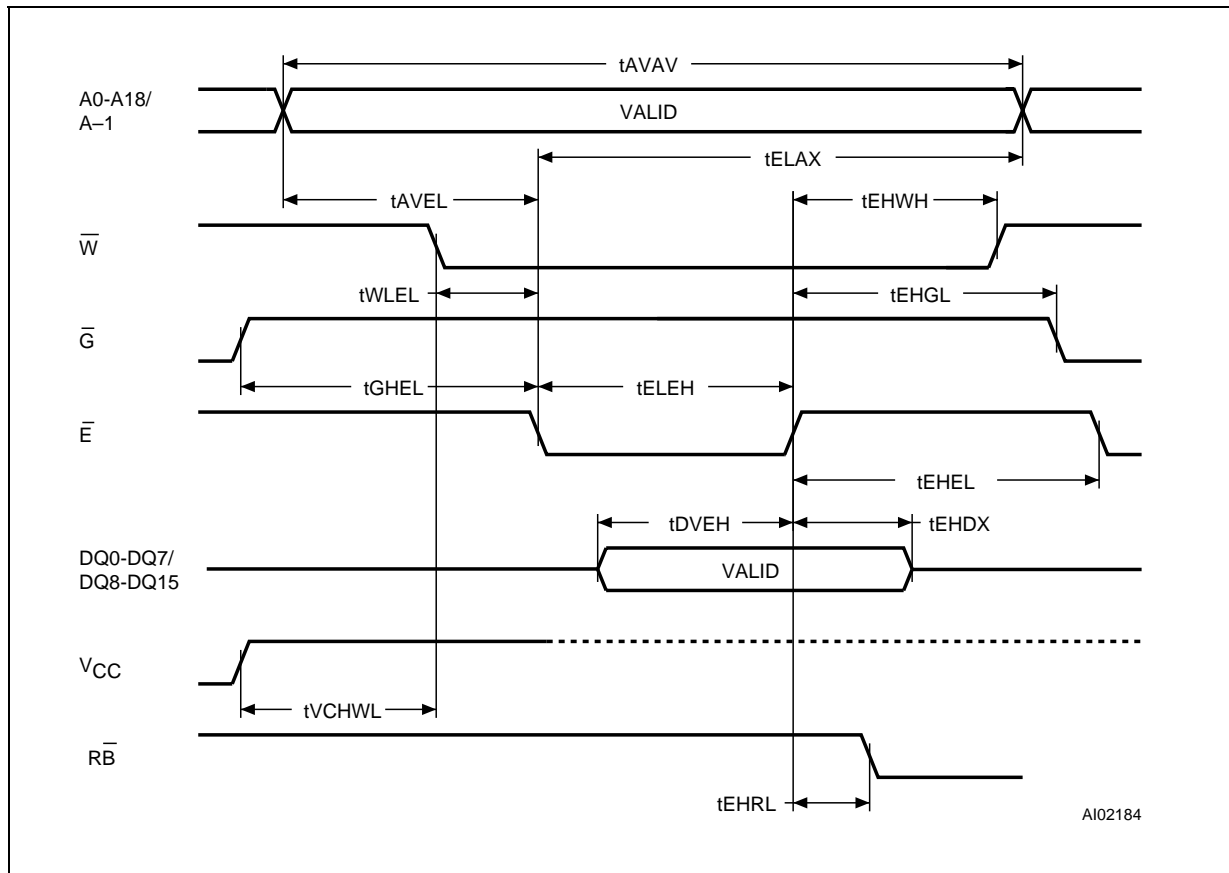 tAVAV
A0-A18/
A–1
VALID
tELAX
tAVEL
tEHWH
W̅
tWLEL
tEHGL
G̅
tGHEL
tELEH
E̅
tEHEL
tDVEH
tEHDX
DQ0-DQ7/
DQ8-DQ15
VALID
VCC
tVCHWL
RB̅
tEHRL
AI02184